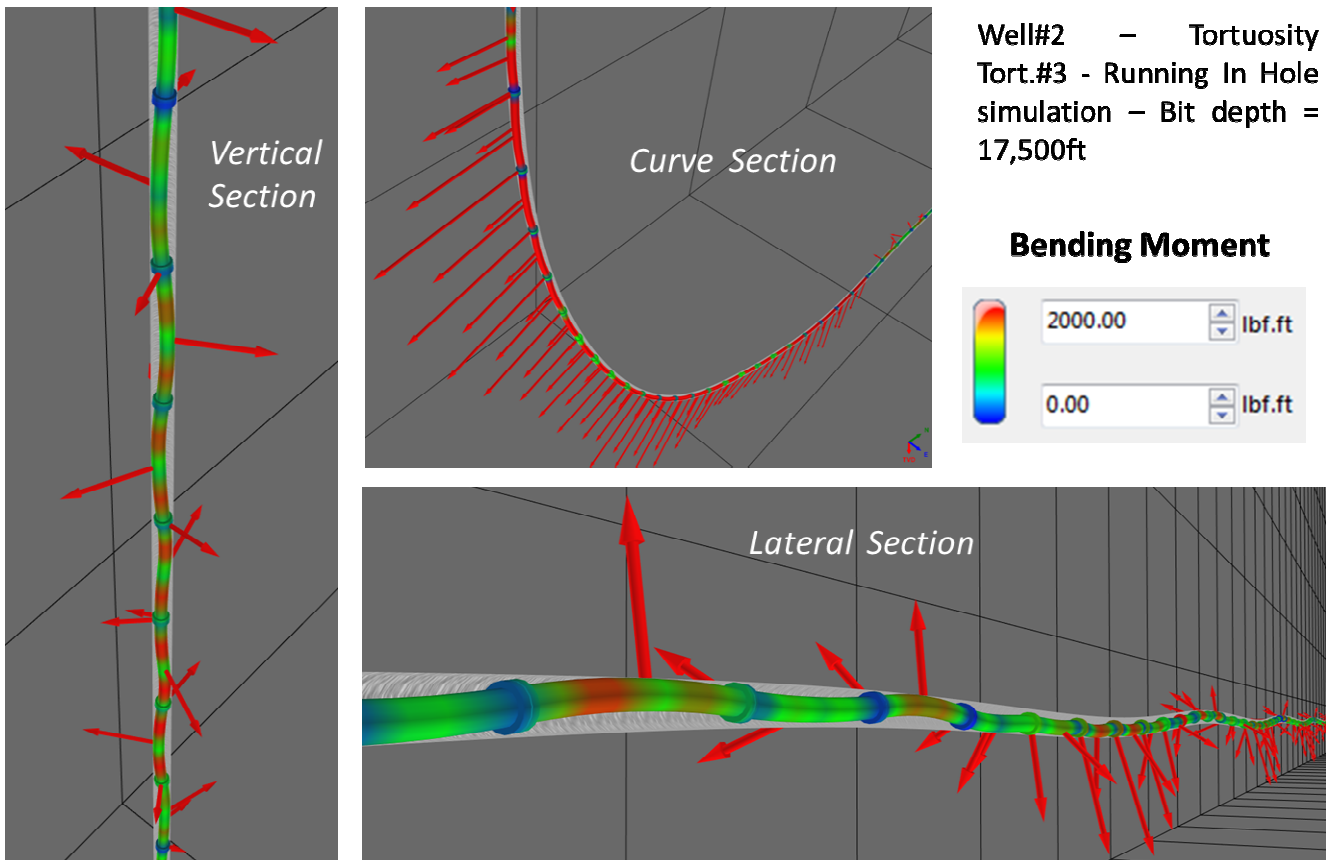 Vertical
Section
Curve Section
Well#2 – Tortuosity
Tort.#3 - Running In Hole
simulation – Bit depth =
17,500ft
Bending Moment
2000.00 lbf.ft
0.00 lbf.ft
Lateral Section